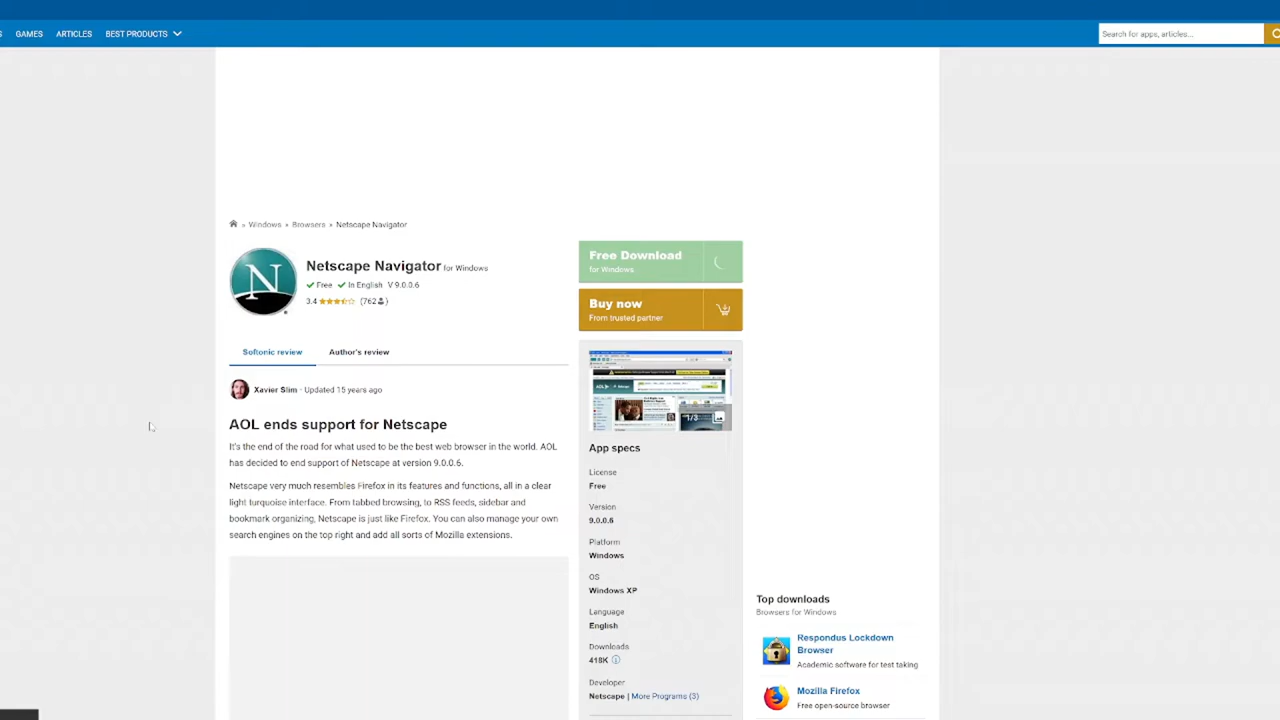 S
GAMES
ARTICLES
BEST PRODUCTS
Search for apps, articles...
» Windows » Browsers » Netscape Navigator
N
Netscape Navigator for Windows
Free In English V 9.0.0.6
3.4 (762)
Free Download
for Windows
Buy now
From trusted partner
Softonic review
Author's review
Xavier Slim - Updated 15 years ago
AOL ends support for Netscape
It's the end of the road for what used to be the best web browser in the world. AOL
has decided to end support of Netscape at version 9.0.0.6.
Netscape very much resembles Firefox in its features and functions, all in a clear
light turquoise interface. From tabbed browsing, to RSS feeds, sidebar and
bookmark organizing, Netscape is just like Firefox. You can also manage your own
search engines on the top right and add all sorts of Mozilla extensions.
1/3
App specs
License
Free
Version
9.0.0.6
Platform
Windows
OS
Windows XP
Language
English
Downloads
418K
Developer
Netscape | More Programs (3)
Top downloads
Browsers for Windows
Respondus Lockdown
Browser
Academic software for test taking
Mozilla Firefox
Free open-source browser